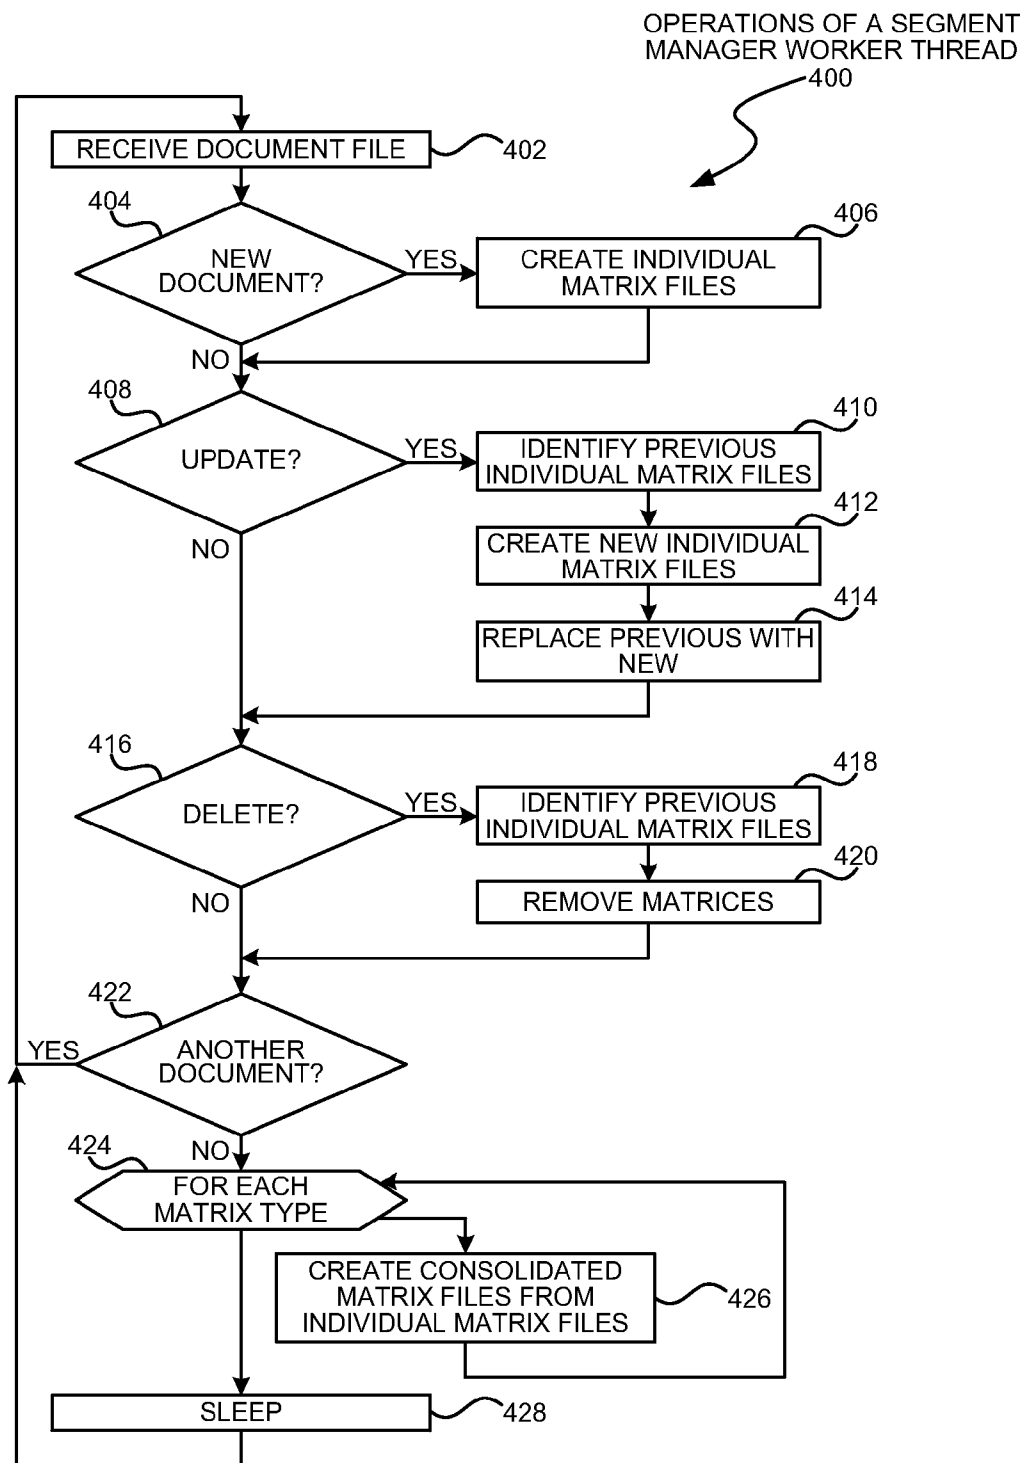 OPERATIONS OF A SEGMENT
MANAGER WORKER THREAD
400
RECEIVE DOCUMENT FILE
402
404
NEW
DOCUMENT?
YES
406
CREATE INDIVIDUAL
MATRIX FILES
NO
408
UPDATE?
YES
410
IDENTIFY PREVIOUS
INDIVIDUAL MATRIX FILES
412
CREATE NEW INDIVIDUAL
MATRIX FILES
NO
414
REPLACE PREVIOUS WITH
NEW
416
DELETE?
YES
418
IDENTIFY PREVIOUS
INDIVIDUAL MATRIX FILES
420
REMOVE MATRICES
NO
422
YES
ANOTHER
DOCUMENT?
NO
424
FOR EACH
MATRIX TYPE
CREATE CONSOLIDATED
MATRIX FILES FROM
INDIVIDUAL MATRIX FILES
426
SLEEP
428